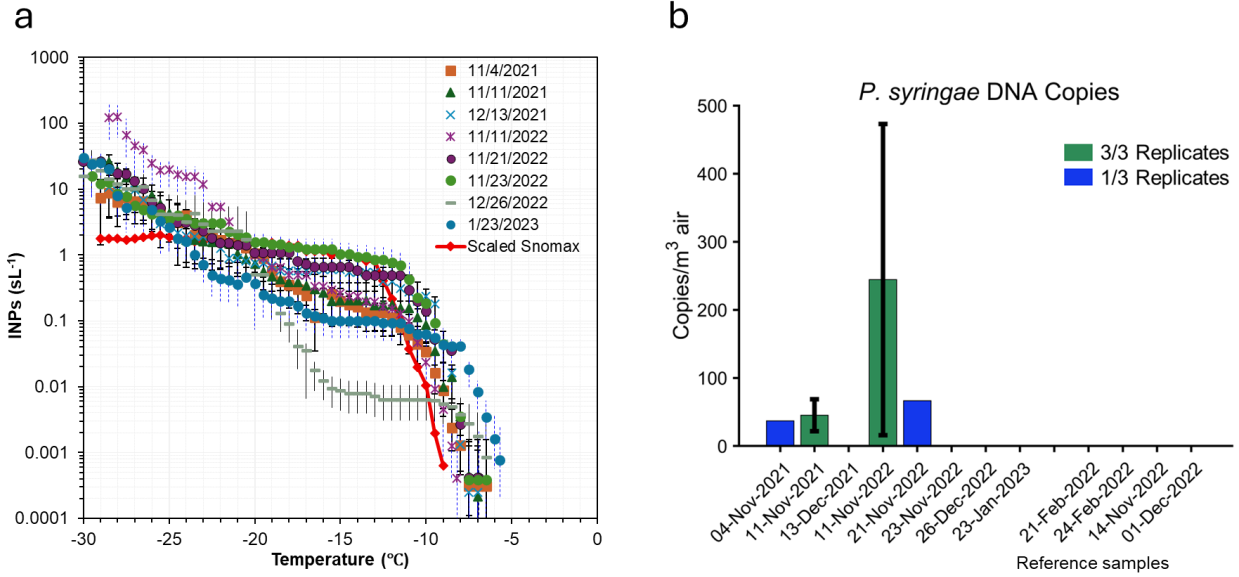 a
1000
100
10
1
0.1
0.01
0.001
0.0001
INPs (sL-1)
-30
-25
-20
-15
-10
-5
0
Temperature (℃)
11/4/2021
11/11/2021
12/13/2021
11/11/2022
11/21/2022
11/23/2022
12/26/2022
1/23/2023
Scaled Snomax
b
P. syringae DNA Copies
500
400
300
200
100
0
Copies/m3 air
3/3 Replicates
1/3 Replicates
04-Nov-2021
11-Nov-2021
13-Dec-2021
11-Nov-2022
21-Nov-2022
23-Nov-2022
26-Dec-2022
23-Jan-2023
21-Feb-2022
24-Feb-2022
14-Nov-2022
01-Dec-2022
Reference samples